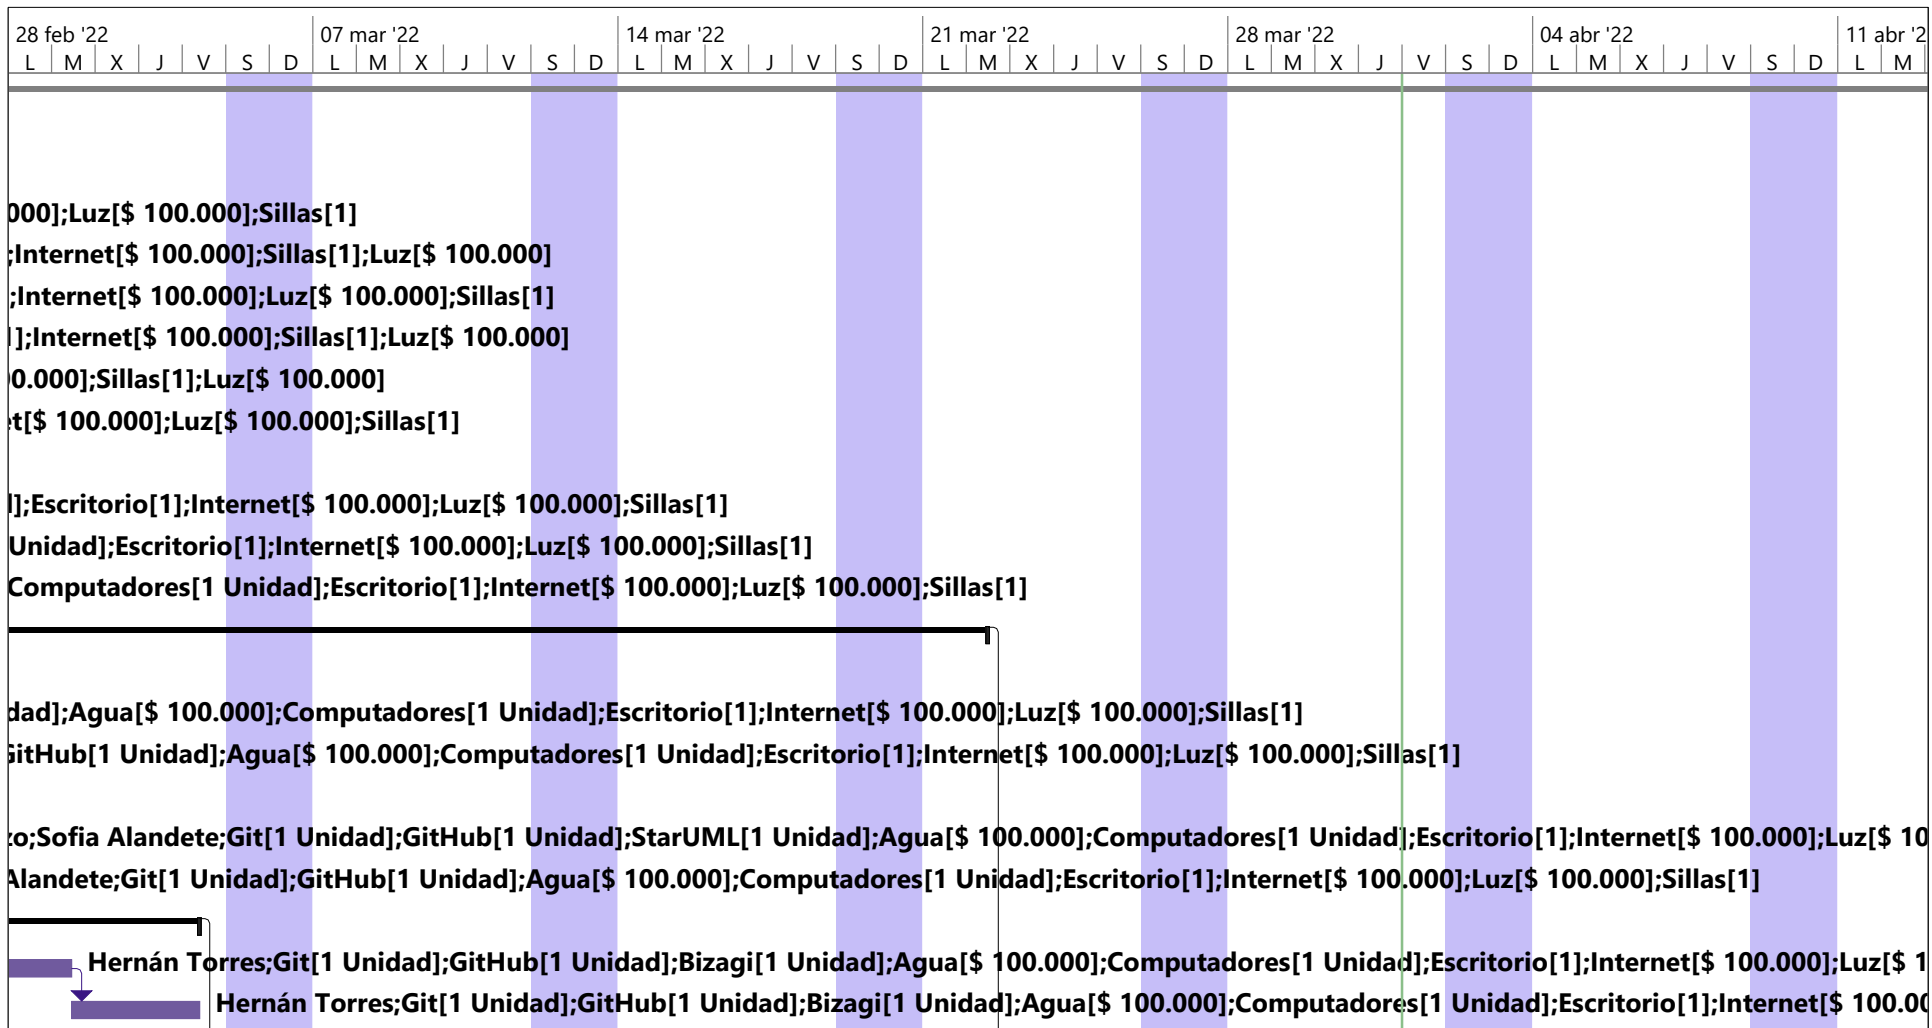 28 feb '22 07 mar '22 14 mar '22 21 mar '22 28 mar '22 04 abr '22 11 abr '2
L M X J V S D L M X J V S D L M X J V S D L M X J V S D L M X J V S D L M X J V S D L M
000];Luz[$ 100.000];Sillas[1]
;Internet[$ 100.000];Sillas[1];Luz[$ 100.000]
;Internet[$ 100.000];Luz[$ 100.000];Sillas[1]
];Internet[$ 100.000];Sillas[1];Luz[$ 100.000]
0.000];Sillas[1];Luz[$ 100.000]
t[$ 100.000];Luz[$ 100.000];Sillas[1]
];Escritorio[1];Internet[$ 100.000];Luz[$ 100.000];Sillas[1]
Unidad];Escritorio[1];Internet[$ 100.000];Luz[$ 100.000];Sillas[1]
Computadores[1 Unidad];Escritorio[1];Internet[$ 100.000];Luz[$ 100.000];Sillas[1]
dad];Agua[$ 100.000];Computadores[1 Unidad];Escritorio[1];Internet[$ 100.000];Luz[$ 100.000];Sillas[1]
GitHub[1 Unidad];Agua[$ 100.000];Computadores[1 Unidad];Escritorio[1];Internet[$ 100.000];Luz[$ 100.000];Sillas[1]
zo;Sofia Alandete;Git[1 Unidad];GitHub[1 Unidad];StarUML[1 Unidad];Agua[$ 100.000];Computadores[1 Unidad];Escritorio[1];Internet[$ 100.000];Luz[$ 10
Alandete;Git[1 Unidad];GitHub[1 Unidad];Agua[$ 100.000];Computadores[1 Unidad];Escritorio[1];Internet[$ 100.000];Luz[$ 100.000];Sillas[1]
Hernán Torres;Git[1 Unidad];GitHub[1 Unidad];Bizagi[1 Unidad];Agua[$ 100.000];Computadores[1 Unidad];Escritorio[1];Internet[$ 100.000];Luz[$ 1
Hernán Torres;Git[1 Unidad];GitHub[1 Unidad];Bizagi[1 Unidad];Agua[$ 100.000];Computadores[1 Unidad];Escritorio[1];Internet[$ 100.00